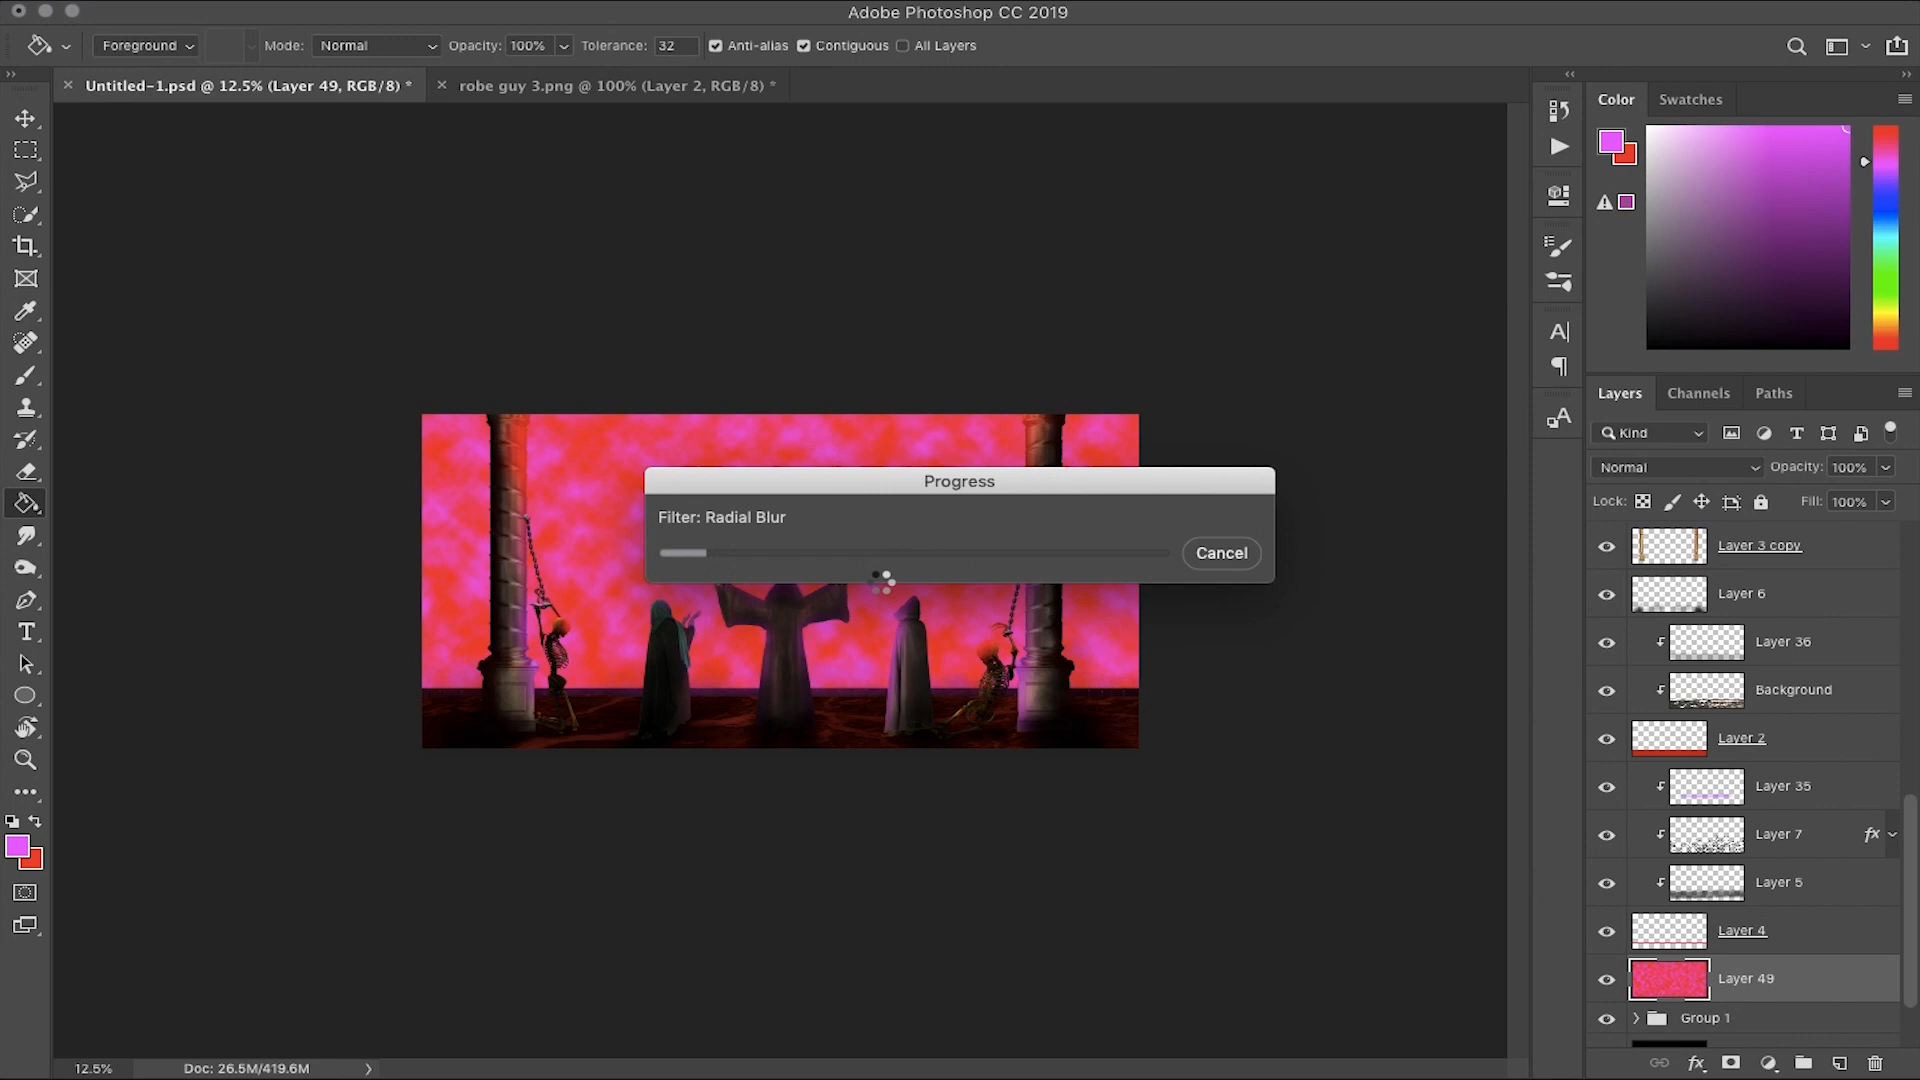 Adobe Photoshop CC 2019
Foreground Mode: Normal Opacity: 100% Tolerance: 32 Anti-alias Contiguous All Layers
Untitled-1.psd @ 12.5% (Layer 49, RGB/8) * robe guy 3.png @ 100% (Layer 2, RGB/8) *
Color Swatches
Progress
Filter: Radial Blur
Cancel
Layers Channels Paths
Kind
Normal Opacity: 100%
Lock: Fill: 100%
Layer 3 copy
Layer 6
Layer 36
Background
Layer 2
Layer 35
Layer 7 fx
Layer 5
Layer 4
Layer 49
Group 1
12.5% Doc: 26.5M/419.6M